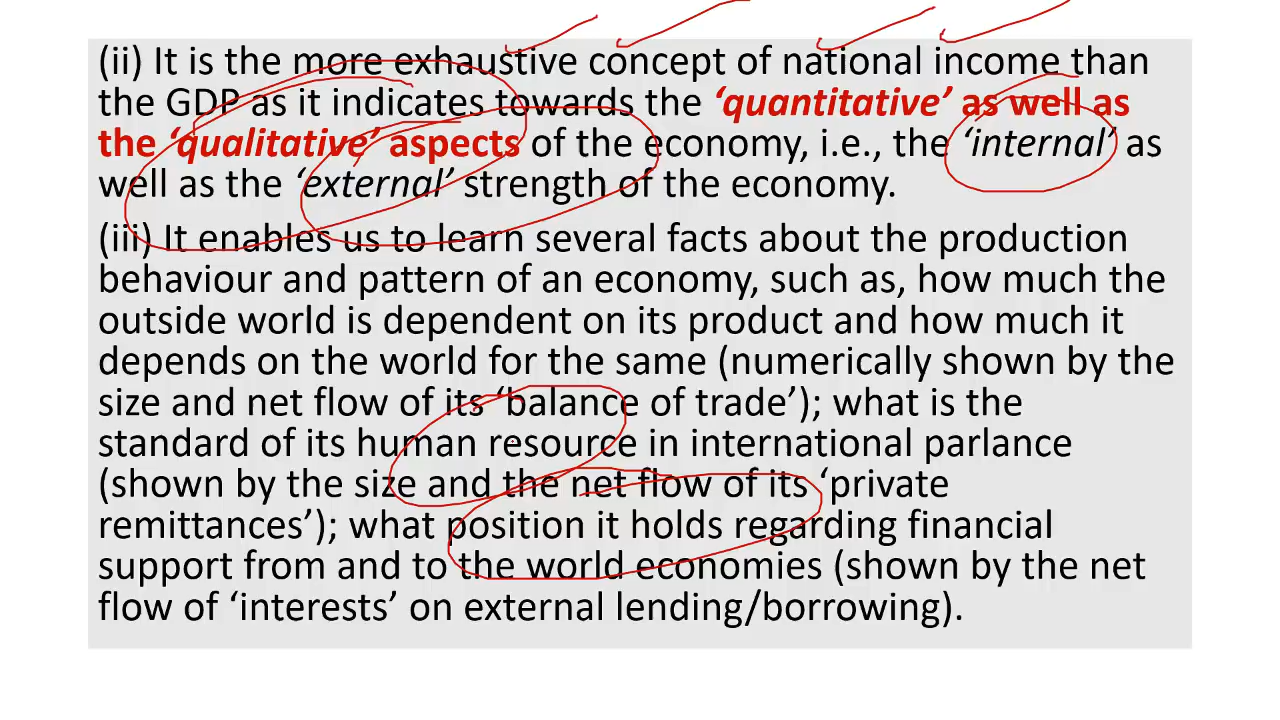 (ii) It is the more exhaustive concept of national income than
the GDP as it indicates towards the ‘quantitative’ as well as
the ‘qualitative’ aspects of the economy, i.e., the ‘internal’ as
well as the ‘external’ strength of the economy.
(iii) It enables us to learn several facts about the production
behaviour and pattern of an economy, such as, how much the
outside world is dependent on its product and how much it
depends on the world for the same (numerically shown by the
size and net flow of its ‘balance of trade’); what is the
standard of its human resource in international parlance
(shown by the size and the net flow of its ‘private
remittances’); what position it holds regarding financial
support from and to the world economies (shown by the net
flow of ‘interests’ on external lending/borrowing).